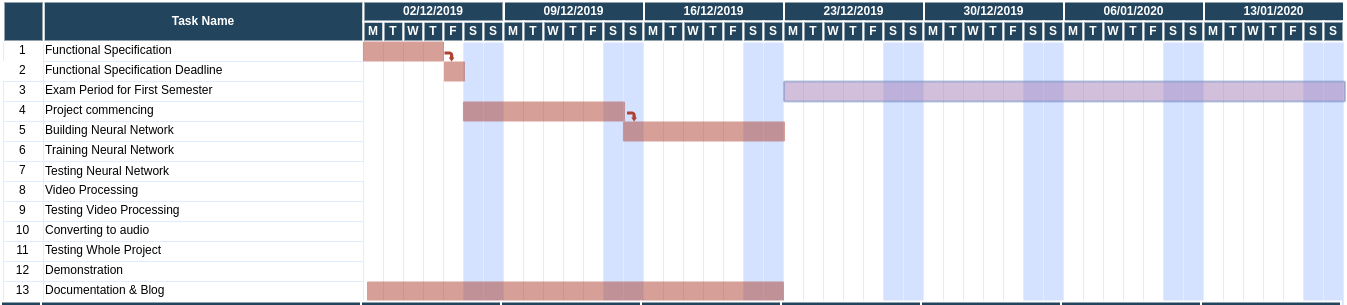 Task Name 02/12/2019 09/12/2019 16/12/2019 23/12/2019 30/12/2019 06/01/2020 13/01/2020
M T W T F S S M T W T F S S M T W T F S S M T W T F S S M T W T F S S M T W T F S S M T W T F S S
1 Functional Specification
2 Functional Specification Deadline
3 Exam Period for First Semester
4 Project commencing
5 Building Neural Network
6 Training Neural Network
7 Testing Neural Network
8 Video Processing
9 Testing Video Processing
10 Converting to audio
11 Testing Whole Project
12 Demonstration
13 Documentation & Blog